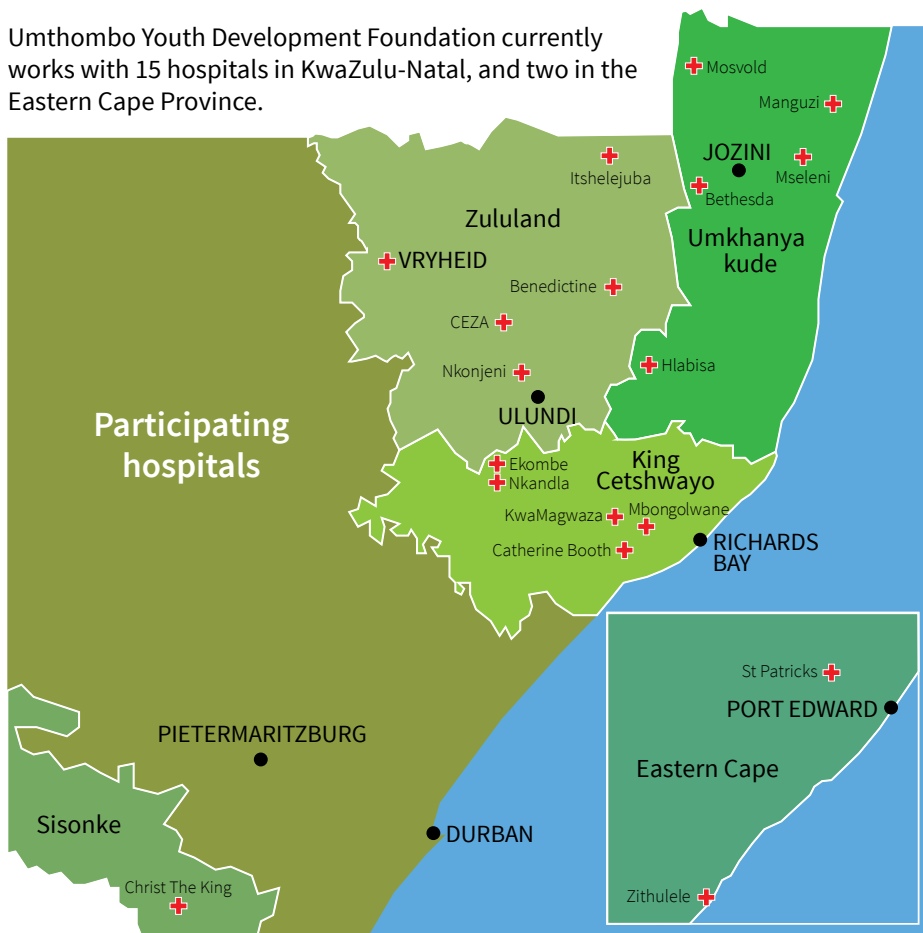 Umthombo Youth Development Foundation currently
works with 15 hospitals in KwaZulu-Natal, and two in the
Eastern Cape Province.
Mosvold
Manguzi
JOZINI
Mseleni
Itshelejuba
Bethesda
Zululand
Umkhanya
kude
VRYHEID
Benedictine
CEZA
Nkonjeni
Hlabisa
ULUNDI
Participating
hospitals
Ekombe
Nkandla
King
Cetshwayo
KwaMagwaza
Mbongolwane
Catherine Booth
RICHARDS
BAY
St Patricks
PORT EDWARD
PIETERMARITZBURG
Eastern Cape
Sisonke
DURBAN
Christ The King
Zithulele